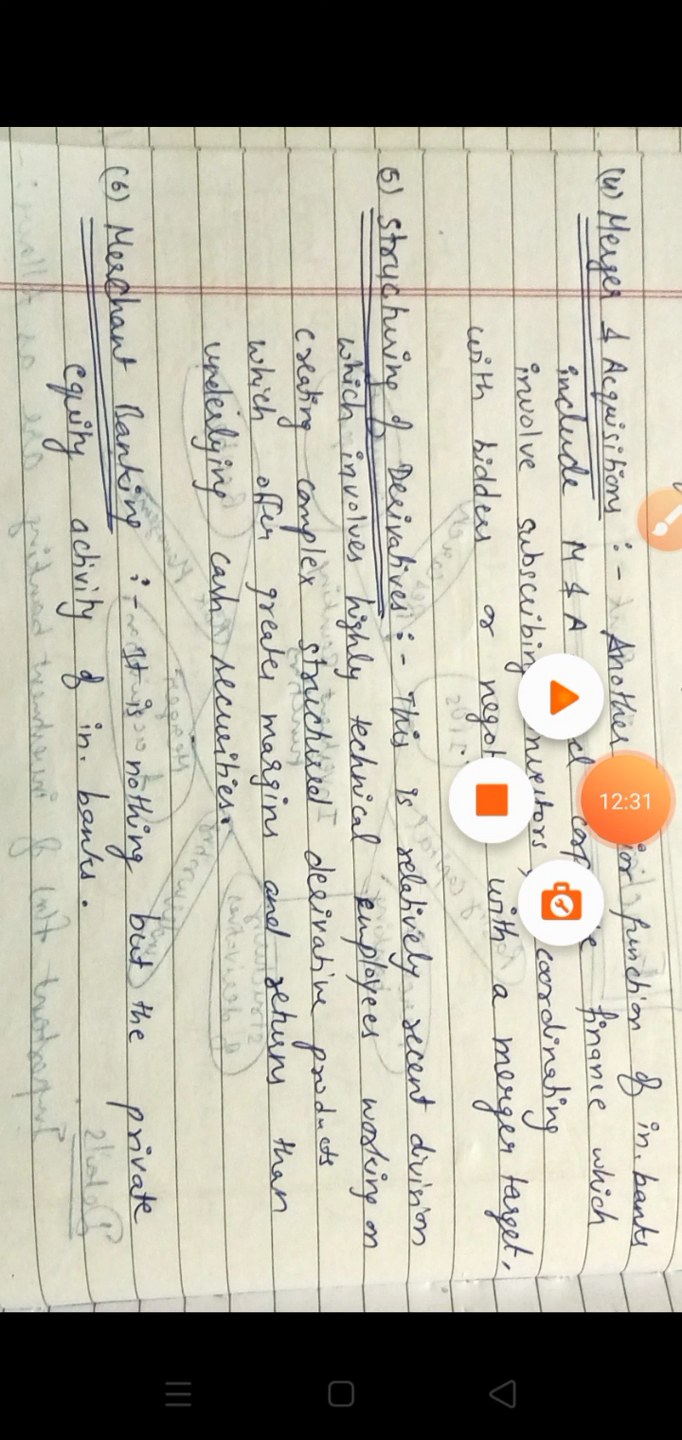 (4) Merger & Acquisitions :- Another function of in. banks
include M & A finance which
involve subscribing coordinating
with bidders or with a merger target.
5) Structuring of Derivatives :- This is relatively recent division
which involves highly technical employees working on
creating complex structured derivative products
which offer greater margins and returns than
underlying cash securities.
(6) Merchant Banking :- It is nothing but the private
equity activity of in. banks.
12:31